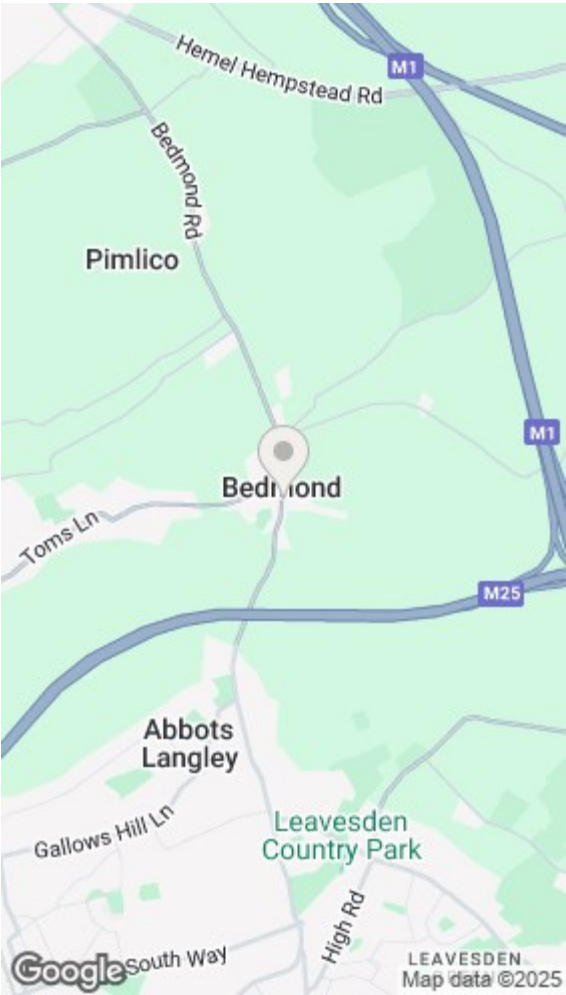 M1
Hemel Hempstead Rd
Bedmond Rd
Pimlico
M1
Bedmond
Toms Ln
M25
Abbots
Langley
Leavesden
Country Park
Gallows Hill Ln
High Rd
South Way
LEAVESDEN
Google
Map data ©2025